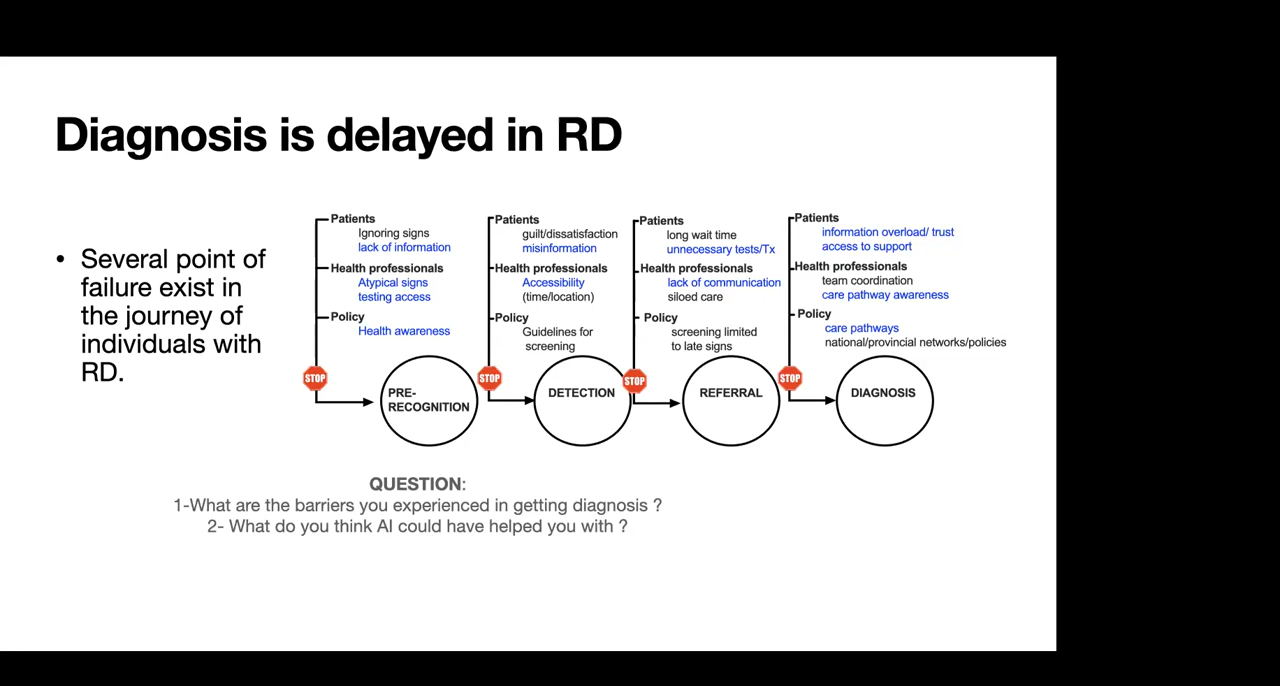 Diagnosis is delayed in RD
• Several point of
failure exist in
the journey of
individuals with
RD.
Patients
Ignoring signs
lack of information
Health professionals
Atypical signs
testing access
Policy
Health awareness
STOP
PRE-
RECOGNITION
Patients
guilt/dissatisfaction
misinformation
Health professionals
Accessibility
(time/location)
Policy
Guidelines for
screening
STOP
DETECTION
Patients
long wait time
unnecessary tests/Tx
Health professionals
lack of communication
siloed care
Policy
screening limited
to late signs
STOP
REFERRAL
Patients
information overload/ trust
access to support
Health professionals
team coordination
care pathway awareness
Policy
care pathways
national/provincial networks/policies
STOP
DIAGNOSIS
QUESTION:
1-What are the barriers you experienced in getting diagnosis ?
2- What do you think AI could have helped you with ?